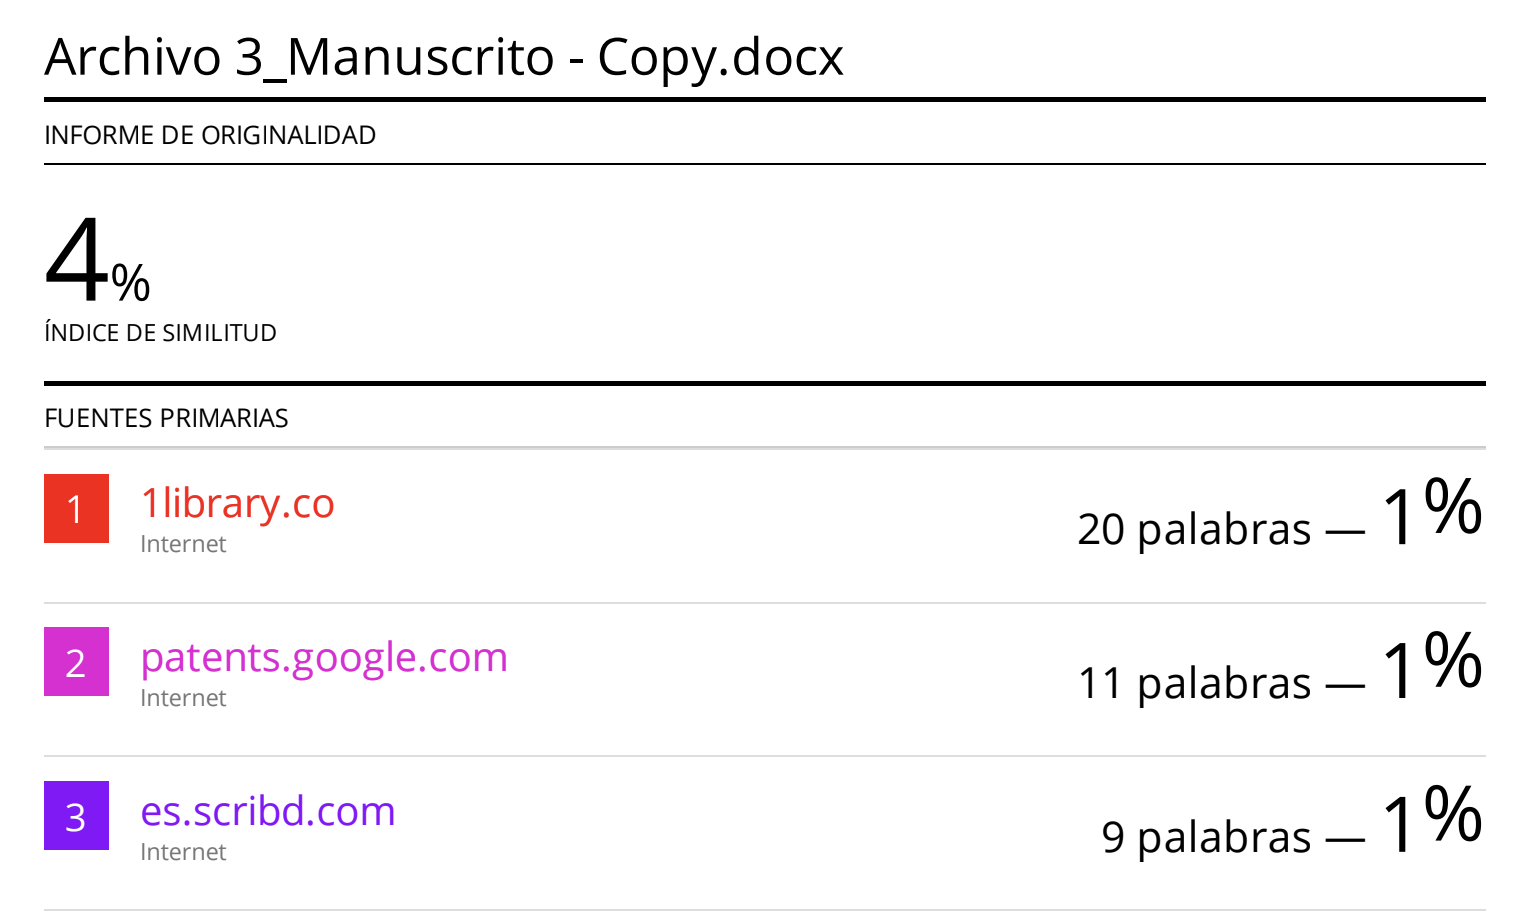 Archivo 3_Manuscrito - Copy.docx
INFORME DE ORIGINALIDAD
4%
ÍNDICE DE SIMILITUD
FUENTES PRIMARIAS
1 1library.co 20 palabras — 1%
Internet
2 patents.google.com 11 palabras — 1%
Internet
3 es.scribd.com 9 palabras — 1%
Internet